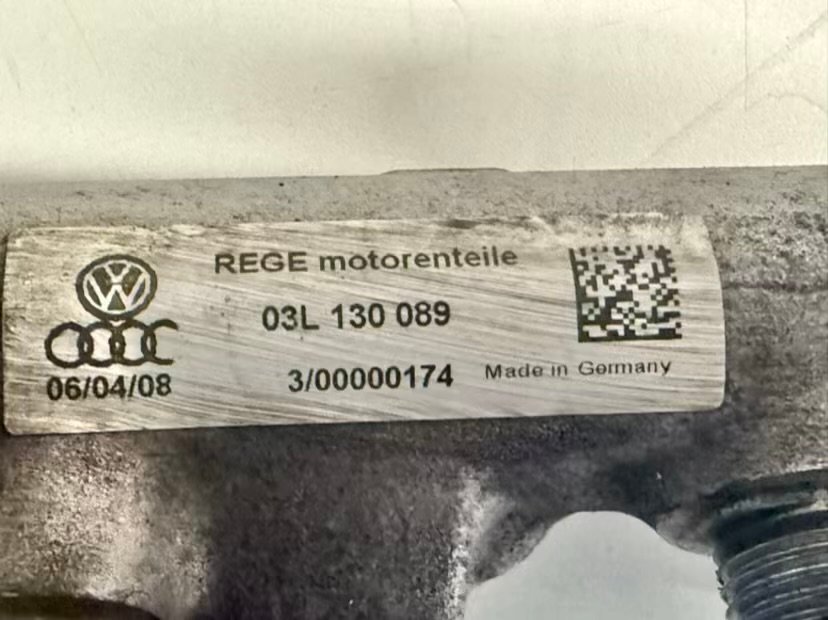 REGE motorenteile
03L 130 089
06/04/08
3/00000174
Made in Germany